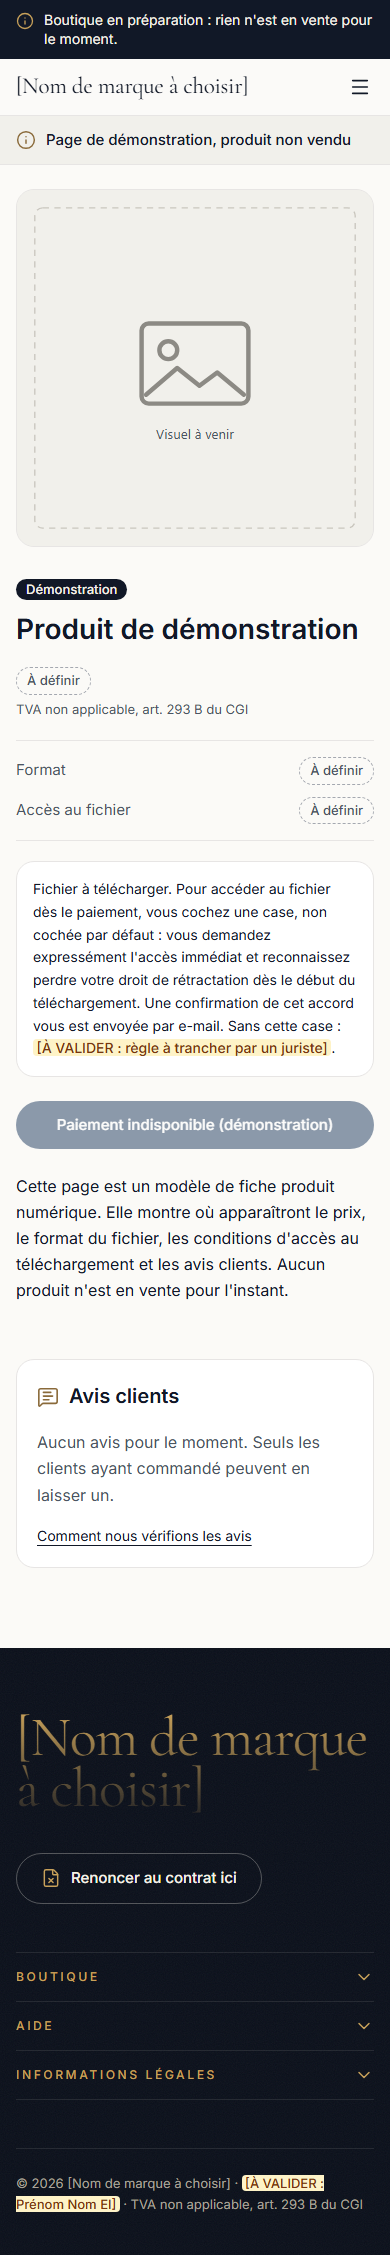 Boutique en préparation : rien n'est en vente pour
le moment.
[Nom de marque à choisir]
Page de démonstration, produit non vendu
Visuel à venir
Démonstration
Produit de démonstration
À définir
TVA non applicable, art. 293 B du CGI
Format
À définir
Accès au fichier
À définir
Fichier à télécharger. Pour accéder au fichier
dès le paiement, vous cochez une case, non
cochée par défaut : vous demandez
expressément l'accès immédiat et reconnaissez
perdre votre droit de rétractation dès le début du
téléchargement. Une confirmation de cet accord
vous est envoyée par e-mail. Sans cette case :
[À VALIDER : règle à trancher par un juriste] .
Paiement indisponible (démonstration)
Cette page est un modèle de fiche produit
numérique. Elle montre où apparaîtront le prix,
le format du fichier, les conditions d'accès au
téléchargement et les avis clients. Aucun
produit n'est en vente pour l'instant.
Avis clients
Aucun avis pour le moment. Seuls les
clients ayant commandé peuvent en
laisser un.
Comment nous vérifions les avis
[Nom de marque
à choisir]
Renoncer au contrat ici
BOUTIQUE
AIDE
INFORMATIONS LÉGALES
© 2026 [Nom de marque à choisir] · [À VALIDER :
Prénom Nom EI] · TVA non applicable, art. 293 B du CGI